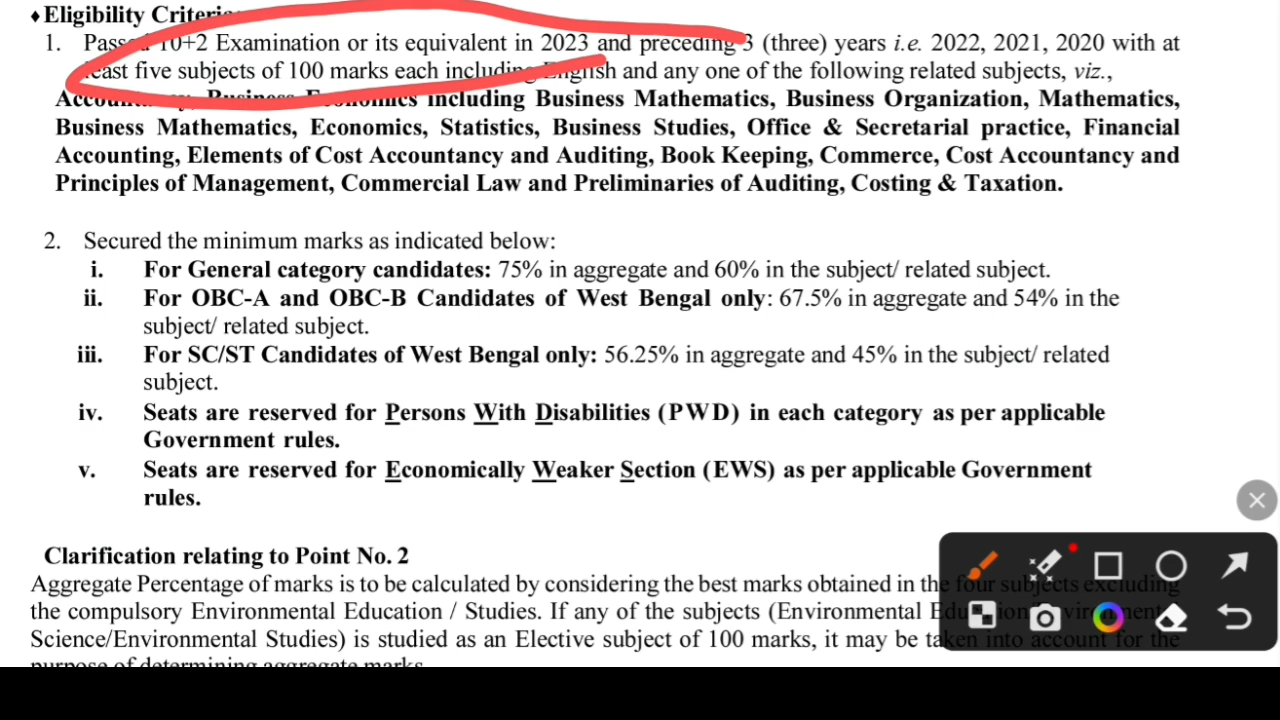 ♦Eligibility
1. 10+2 Examination or its equivalent in 2023 and preceding 3 (three) years i.e. 2022, 2021, 2020 with at
least five subjects of 100 marks each including English and any one of the following related subjects, viz.,
including Business Mathematics, Business Organization, Mathematics,
Business Mathematics, Economics, Statistics, Business Studies, Office & Secretarial practice, Financial
Accounting, Elements of Cost Accountancy and Auditing, Book Keeping, Commerce, Cost Accountancy and
Principles of Management, Commercial Law and Preliminaries of Auditing, Costing & Taxation.
2. Secured the minimum marks as indicated below:
i. For General category candidates: 75% in aggregate and 60% in the subject/ related subject.
ii. For OBC-A and OBC-B Candidates of West Bengal only: 67.5% in aggregate and 54% in the
subject/ related subject.
iii. For SC/ST Candidates of West Bengal only: 56.25% in aggregate and 45% in the subject/ related
subject.
iv. Seats are reserved for Persons With Disabilities (PWD) in each category as per applicable
Government rules.
v. Seats are reserved for Economically Weaker Section (EWS) as per applicable Government
rules.
Clarification relating to Point No. 2
Aggregate Percentage of marks is to be calculated by considering the best marks obtained in the four subjects excluding
the compulsory Environmental Education / Studies. If any of the subjects (Environmental
Science/Environmental Studies) is studied as an Elective subject of 100 marks, it may be taken into account for the
purpose of determining aggregate marks